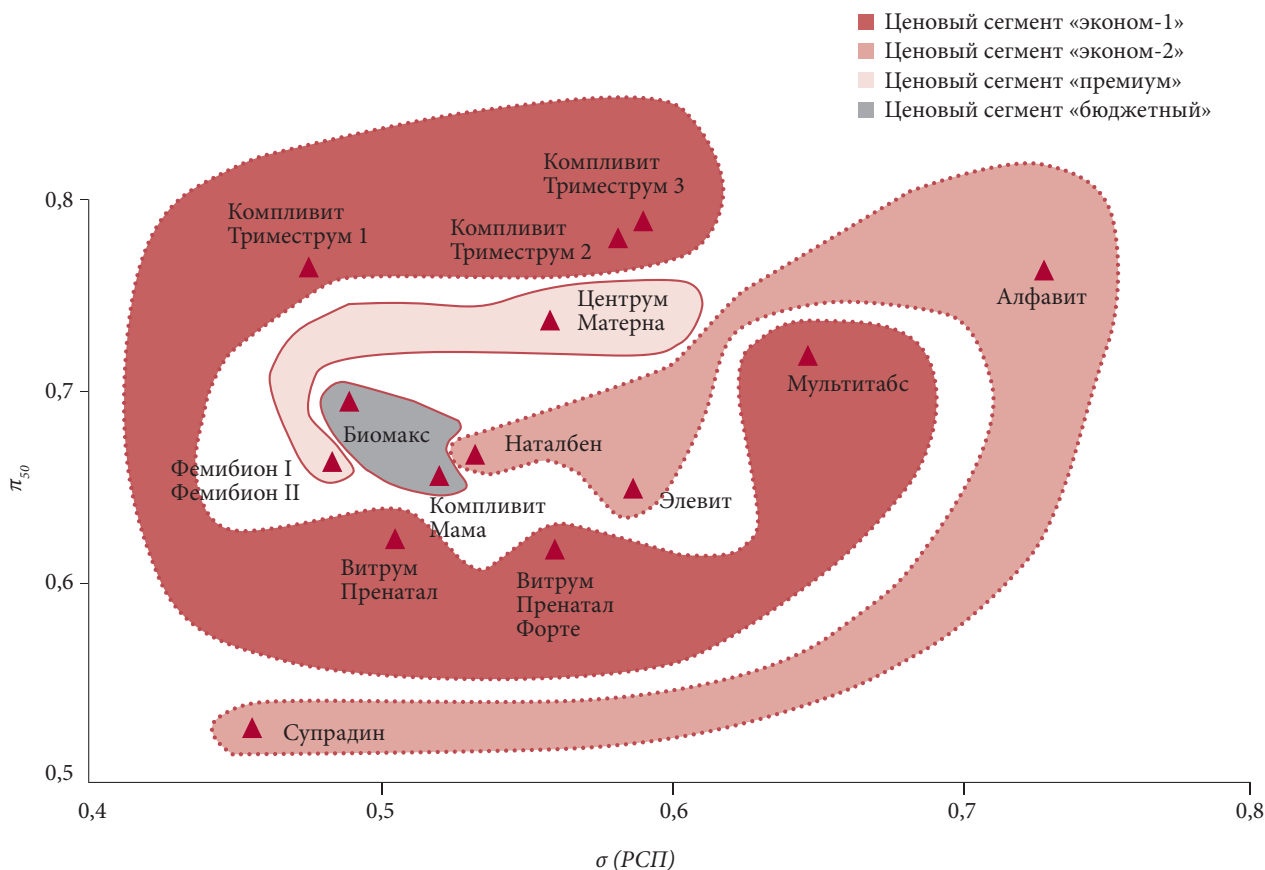 Ценовый сегмент «эконом-1»
Ценовый сегмент «эконом-2»
Ценовый сегмент «премиум»
Ценовый сегмент «бюджетный»
Компливит
Триместрум 3
Компливит
Триместрум 1
Компливит
Триместрум 2
Центрум
Матерна
Алфавит
Мультитабс
Биомакс
Наталбен
Фемибион I
Фемибион II
Элевит
Компливит
Мама
Витрум
Пренатал
Витрум
Пренатал
Форте
Супрадин
0,8
0,7
0,6
0,5
π50
0,4
0,5
0,6
0,7
0,8
σ (РСП)